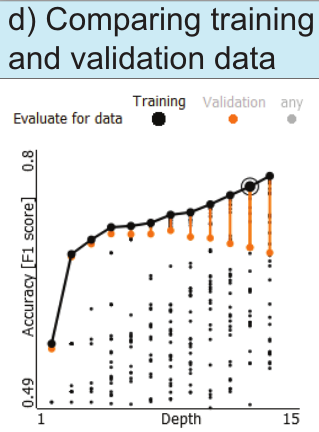 d) Comparing training
and validation data
Training Validation any
Evaluate for data
0.8
Accuracy [F1 score]
0.49
1 Depth 15